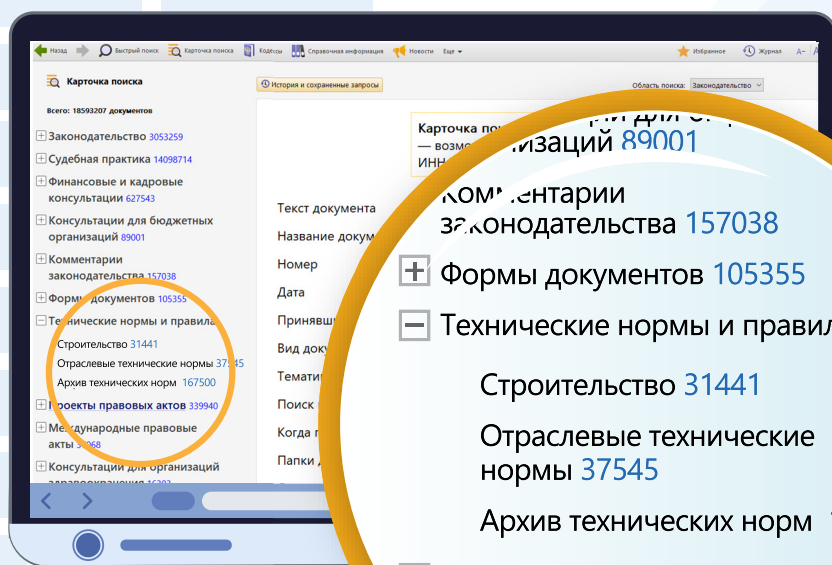 Назад Быстрый поиск Карточка поиска Кодексы Справочная информация Новости Еще Избранное Журнал А-
Карточка поиска
История и сохраненные запросы
Область поиска: Законодательство
Всего: 18593207 документов
Законодательство 3053259
Судебная практика 14098714
Финансовые и кадровые
консультации 627543
Консультации для бюджетных
организаций 89001
Комментарии
законодательства 157038
Формы документов 105355
Технические нормы и правила
Строительство 31441
Отраслевые технические нормы 37545
Архив технических норм 167500
Проекты правовых актов 339940
Международные правовые
акты
Консультации для организаций
здравоохранения
Карточка по
— возмо
ИНН
Текст документа
Название докум
Номер
Дата
Принявш
Вид доку
Темати
Поиск
Когда п
Папки
89001
Комментарии
законодательства 157038
Формы документов 105355
Технические нормы и правил
Строительство 31441
Отраслевые технические
нормы 37545
Архив технических норм